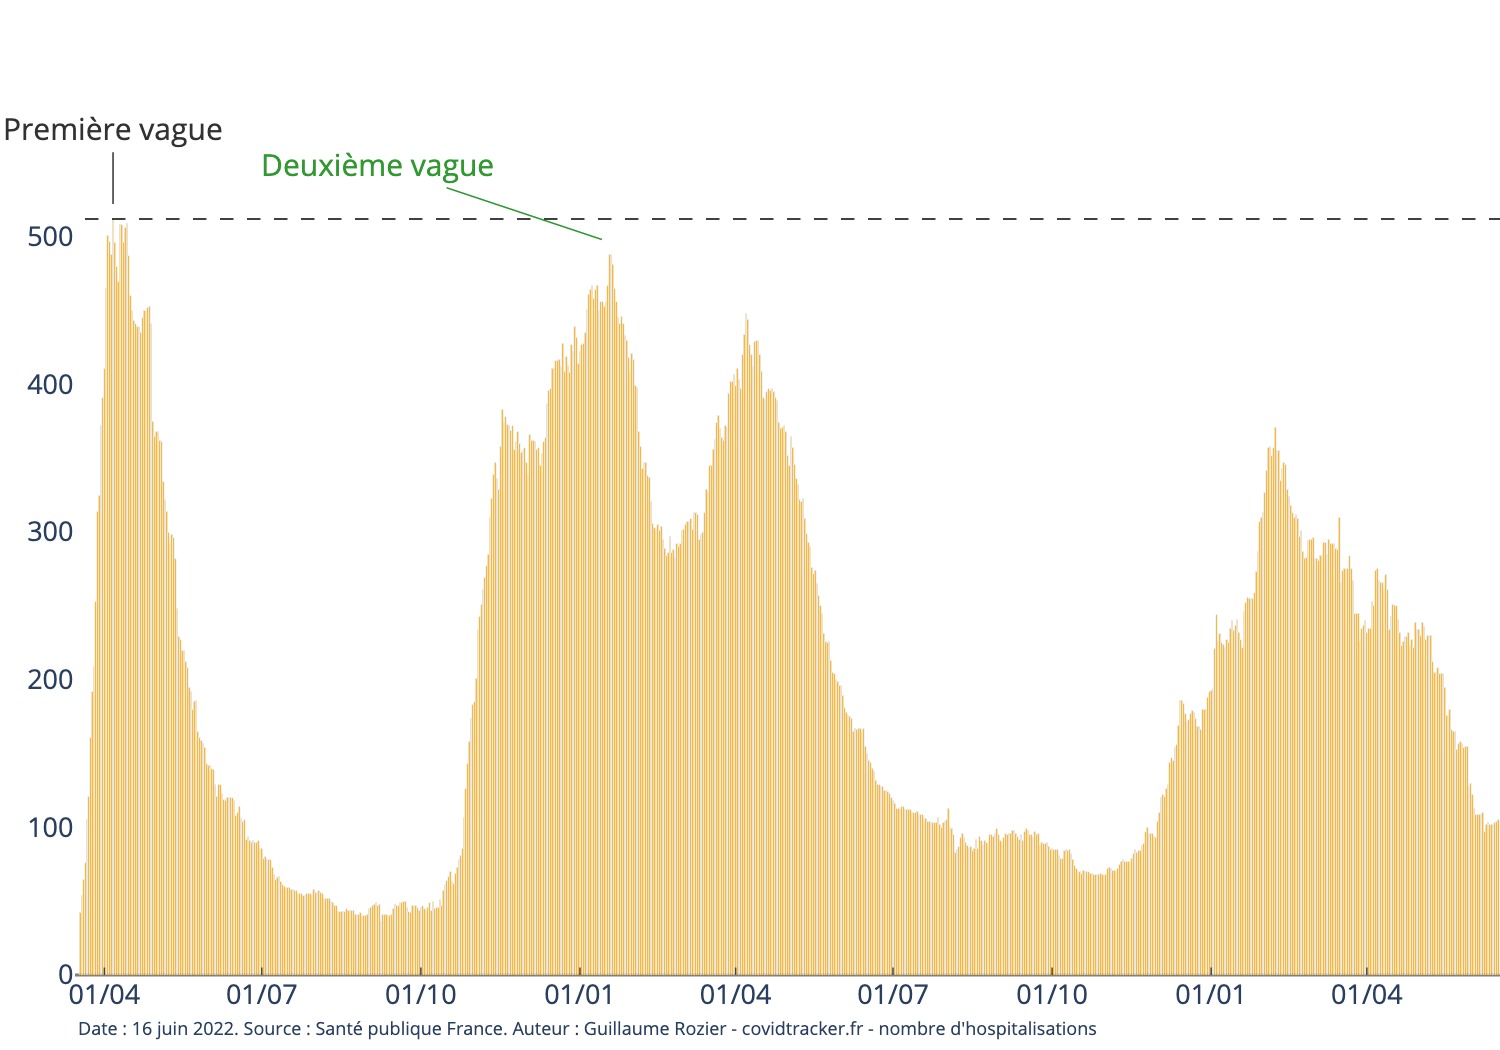 Première vague
Deuxième vague
500
400
300
200
100
0
01/04 01/07 01/10 01/01 01/04 01/07 01/10 01/01 01/04
Date : 16 juin 2022. Source : Santé publique France. Auteur : Guillaume Rozier - covidtracker.fr - nombre d'hospitalisations